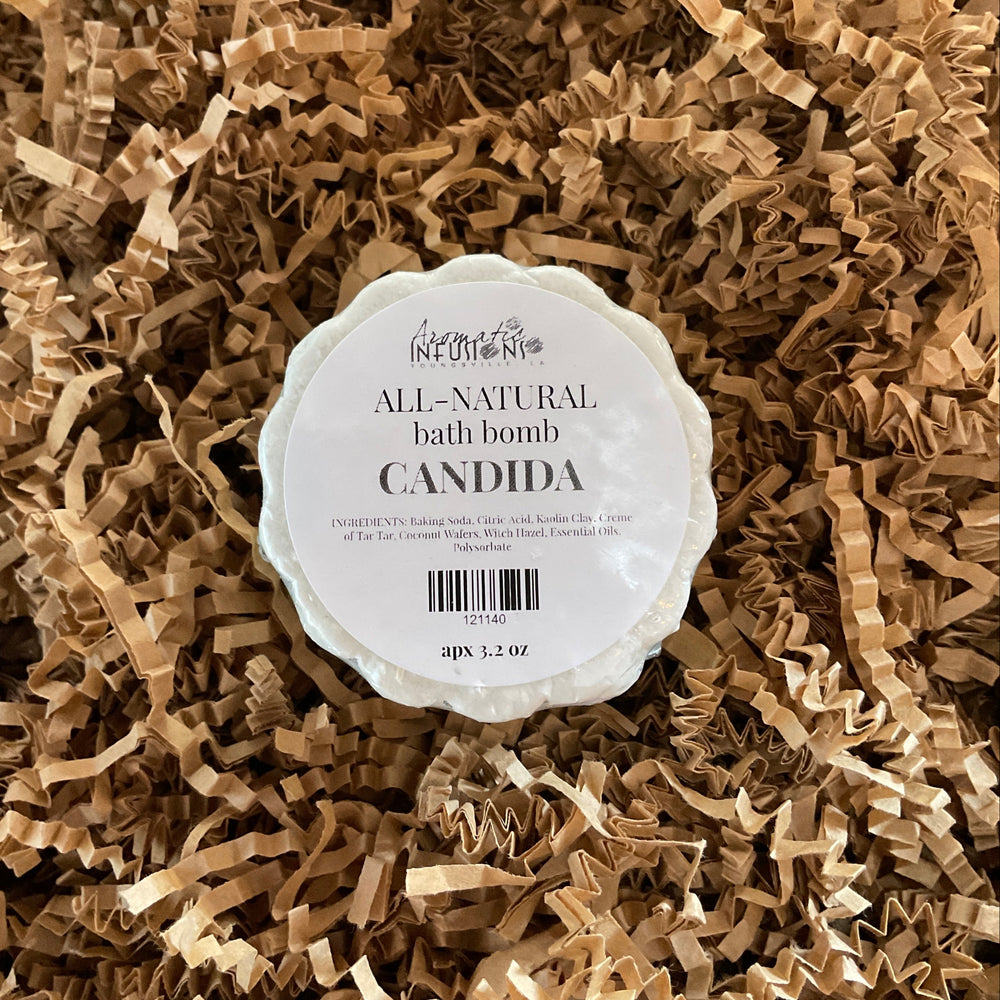 Aromatic
INFUSIONS
YOUNGSVILLE, LA
ALL-NATURAL
bath bomb
CANDIDA
INGREDIENTS: Baking Soda, Citric Acid, Kaolin Clay, Creme
of Tar Tar, Coconut Wafers, Witch Hazel, Essential Oils,
Polysorbate
121140
apx 3.2 oz